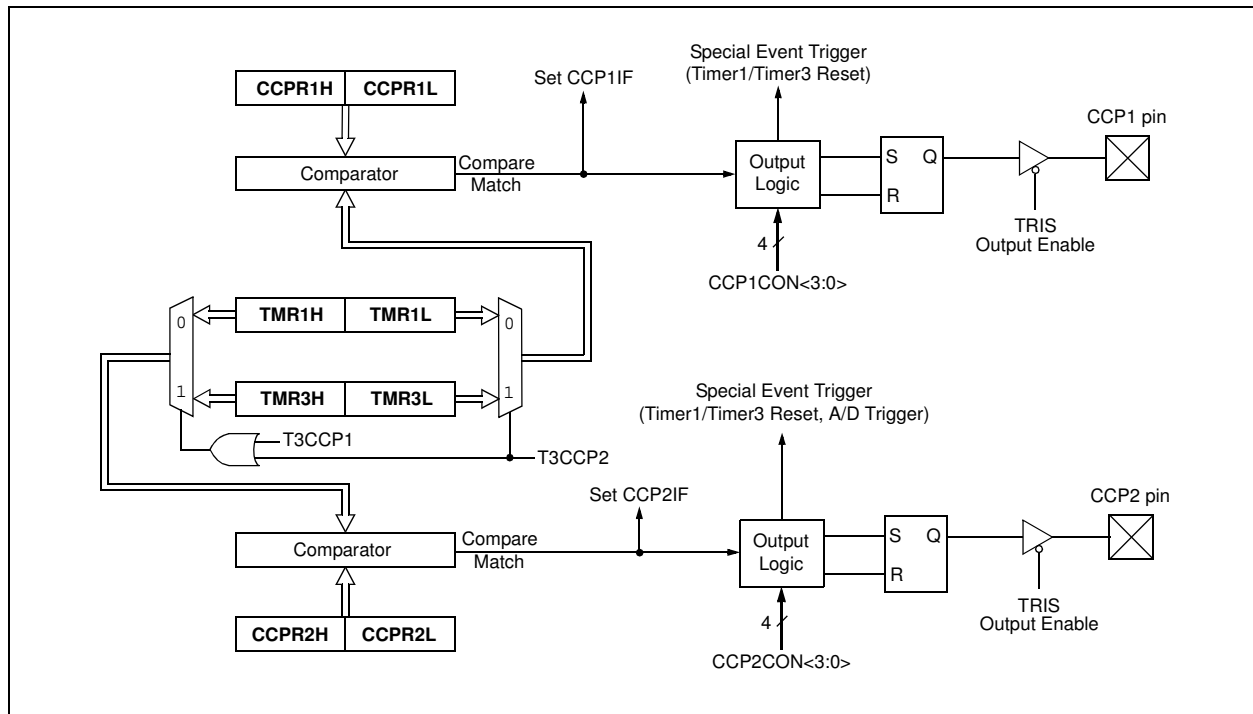 Special Event Trigger
(Timer1/Timer3 Reset)
Set CCP1IF
CCPR1H CCPR1L
CCP1 pin
Comparator
Compare
Match
Output
Logic
S Q
R
TRIS
Output Enable
4
CCP1CON<3:0>
0 TMR1H TMR1L 0
1 TMR3H TMR3L 1
T3CCP1
T3CCP2
Special Event Trigger
(Timer1/Timer3 Reset, A/D Trigger)
Set CCP2IF
CCP2 pin
Comparator
Compare
Match
Output
Logic
S Q
R
TRIS
Output Enable
4
CCPR2H CCPR2L
CCP2CON<3:0>